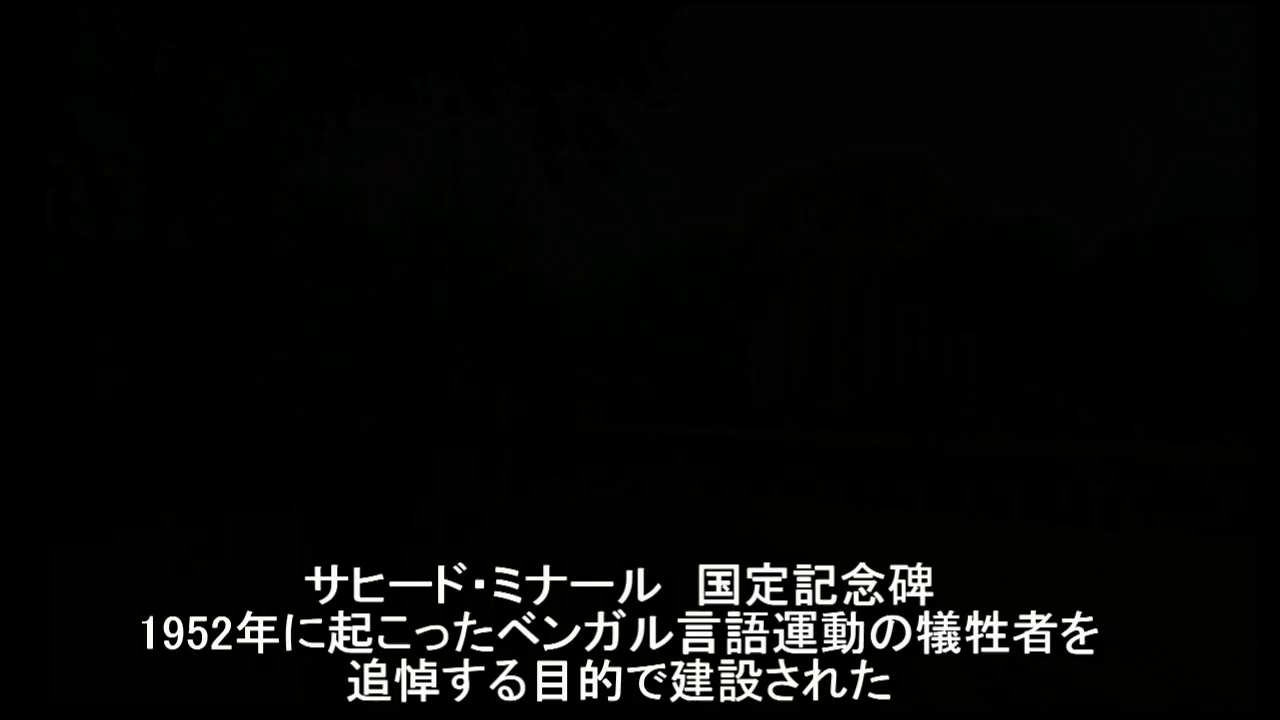 サヒード・ミナール　国定記念碑
1952年に起こったベンガル言語運動の犠牲者を
追悼する目的で建設された